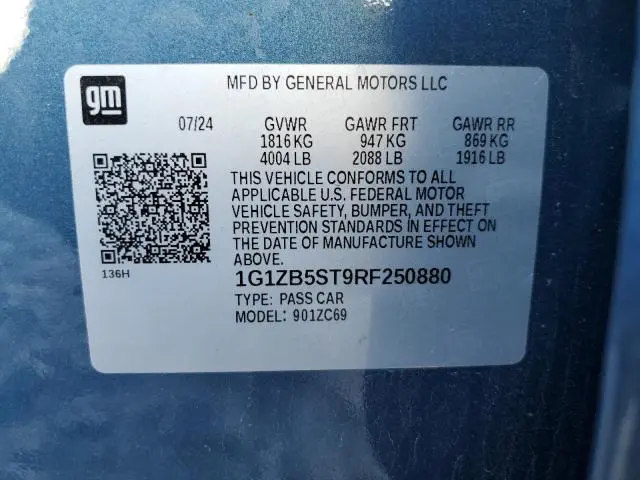 gm
MFD BY GENERAL MOTORS LLC
07/24 GVWR GAWR FRT GAWR RR
1816 KG 947 KG 869 KG
4004 LB 2088 LB 1916 LB
THIS VEHICLE CONFORMS TO ALL
APPLICABLE U.S. FEDERAL MOTOR
VEHICLE SAFETY, BUMPER, AND THEFT
PREVENTION STANDARDS IN EFFECT ON
THE DATE OF MANUFACTURE SHOWN
ABOVE.
136H
1G1ZB5ST9RF250880
TYPE: PASS CAR
MODEL: 901ZC69